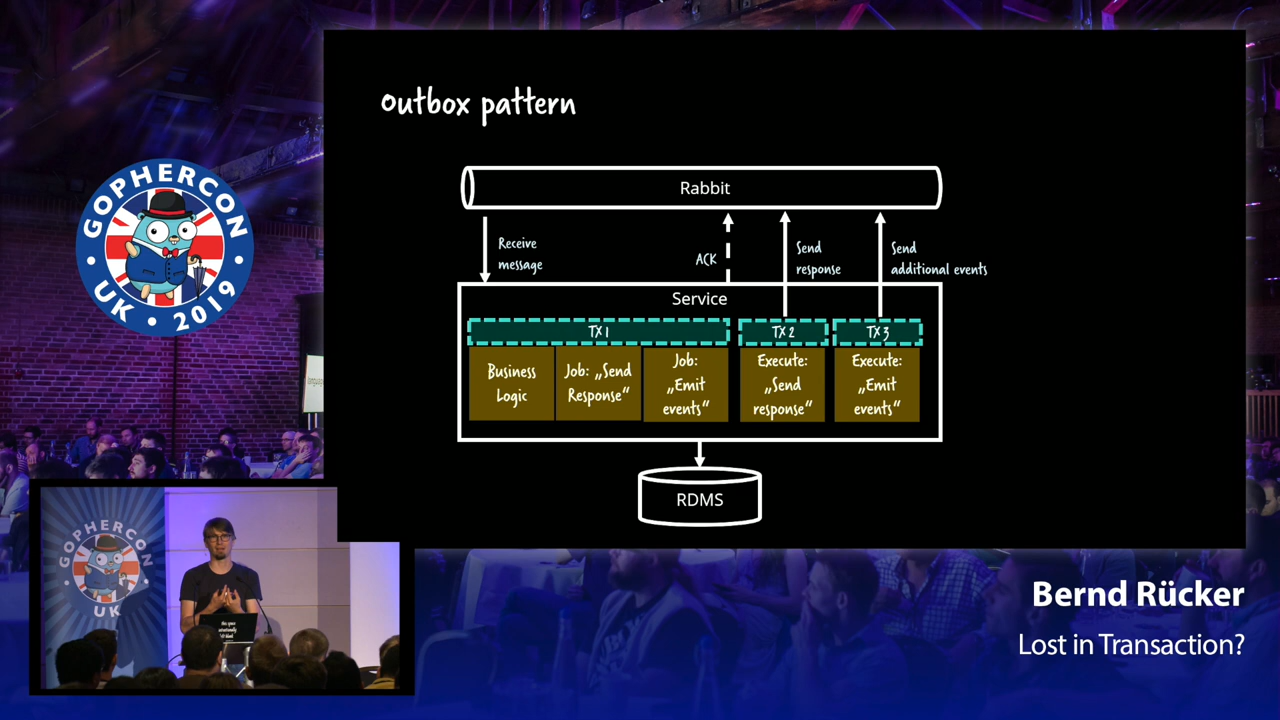 Outbox pattern
Rabbit
Receive
message
ACK
Send
response
Send
additional events
Service
TX 1
TX 2
TX 3
Business
Logic
Job: „Send
Response“
Job:
„Emit
events“
Execute:
„Send
response“
Execute:
„Emit
events“
RDMS
GOPHERCON
UK • 2019
GOPHERCON
UK
Bernd Rücker
Lost in Transaction?